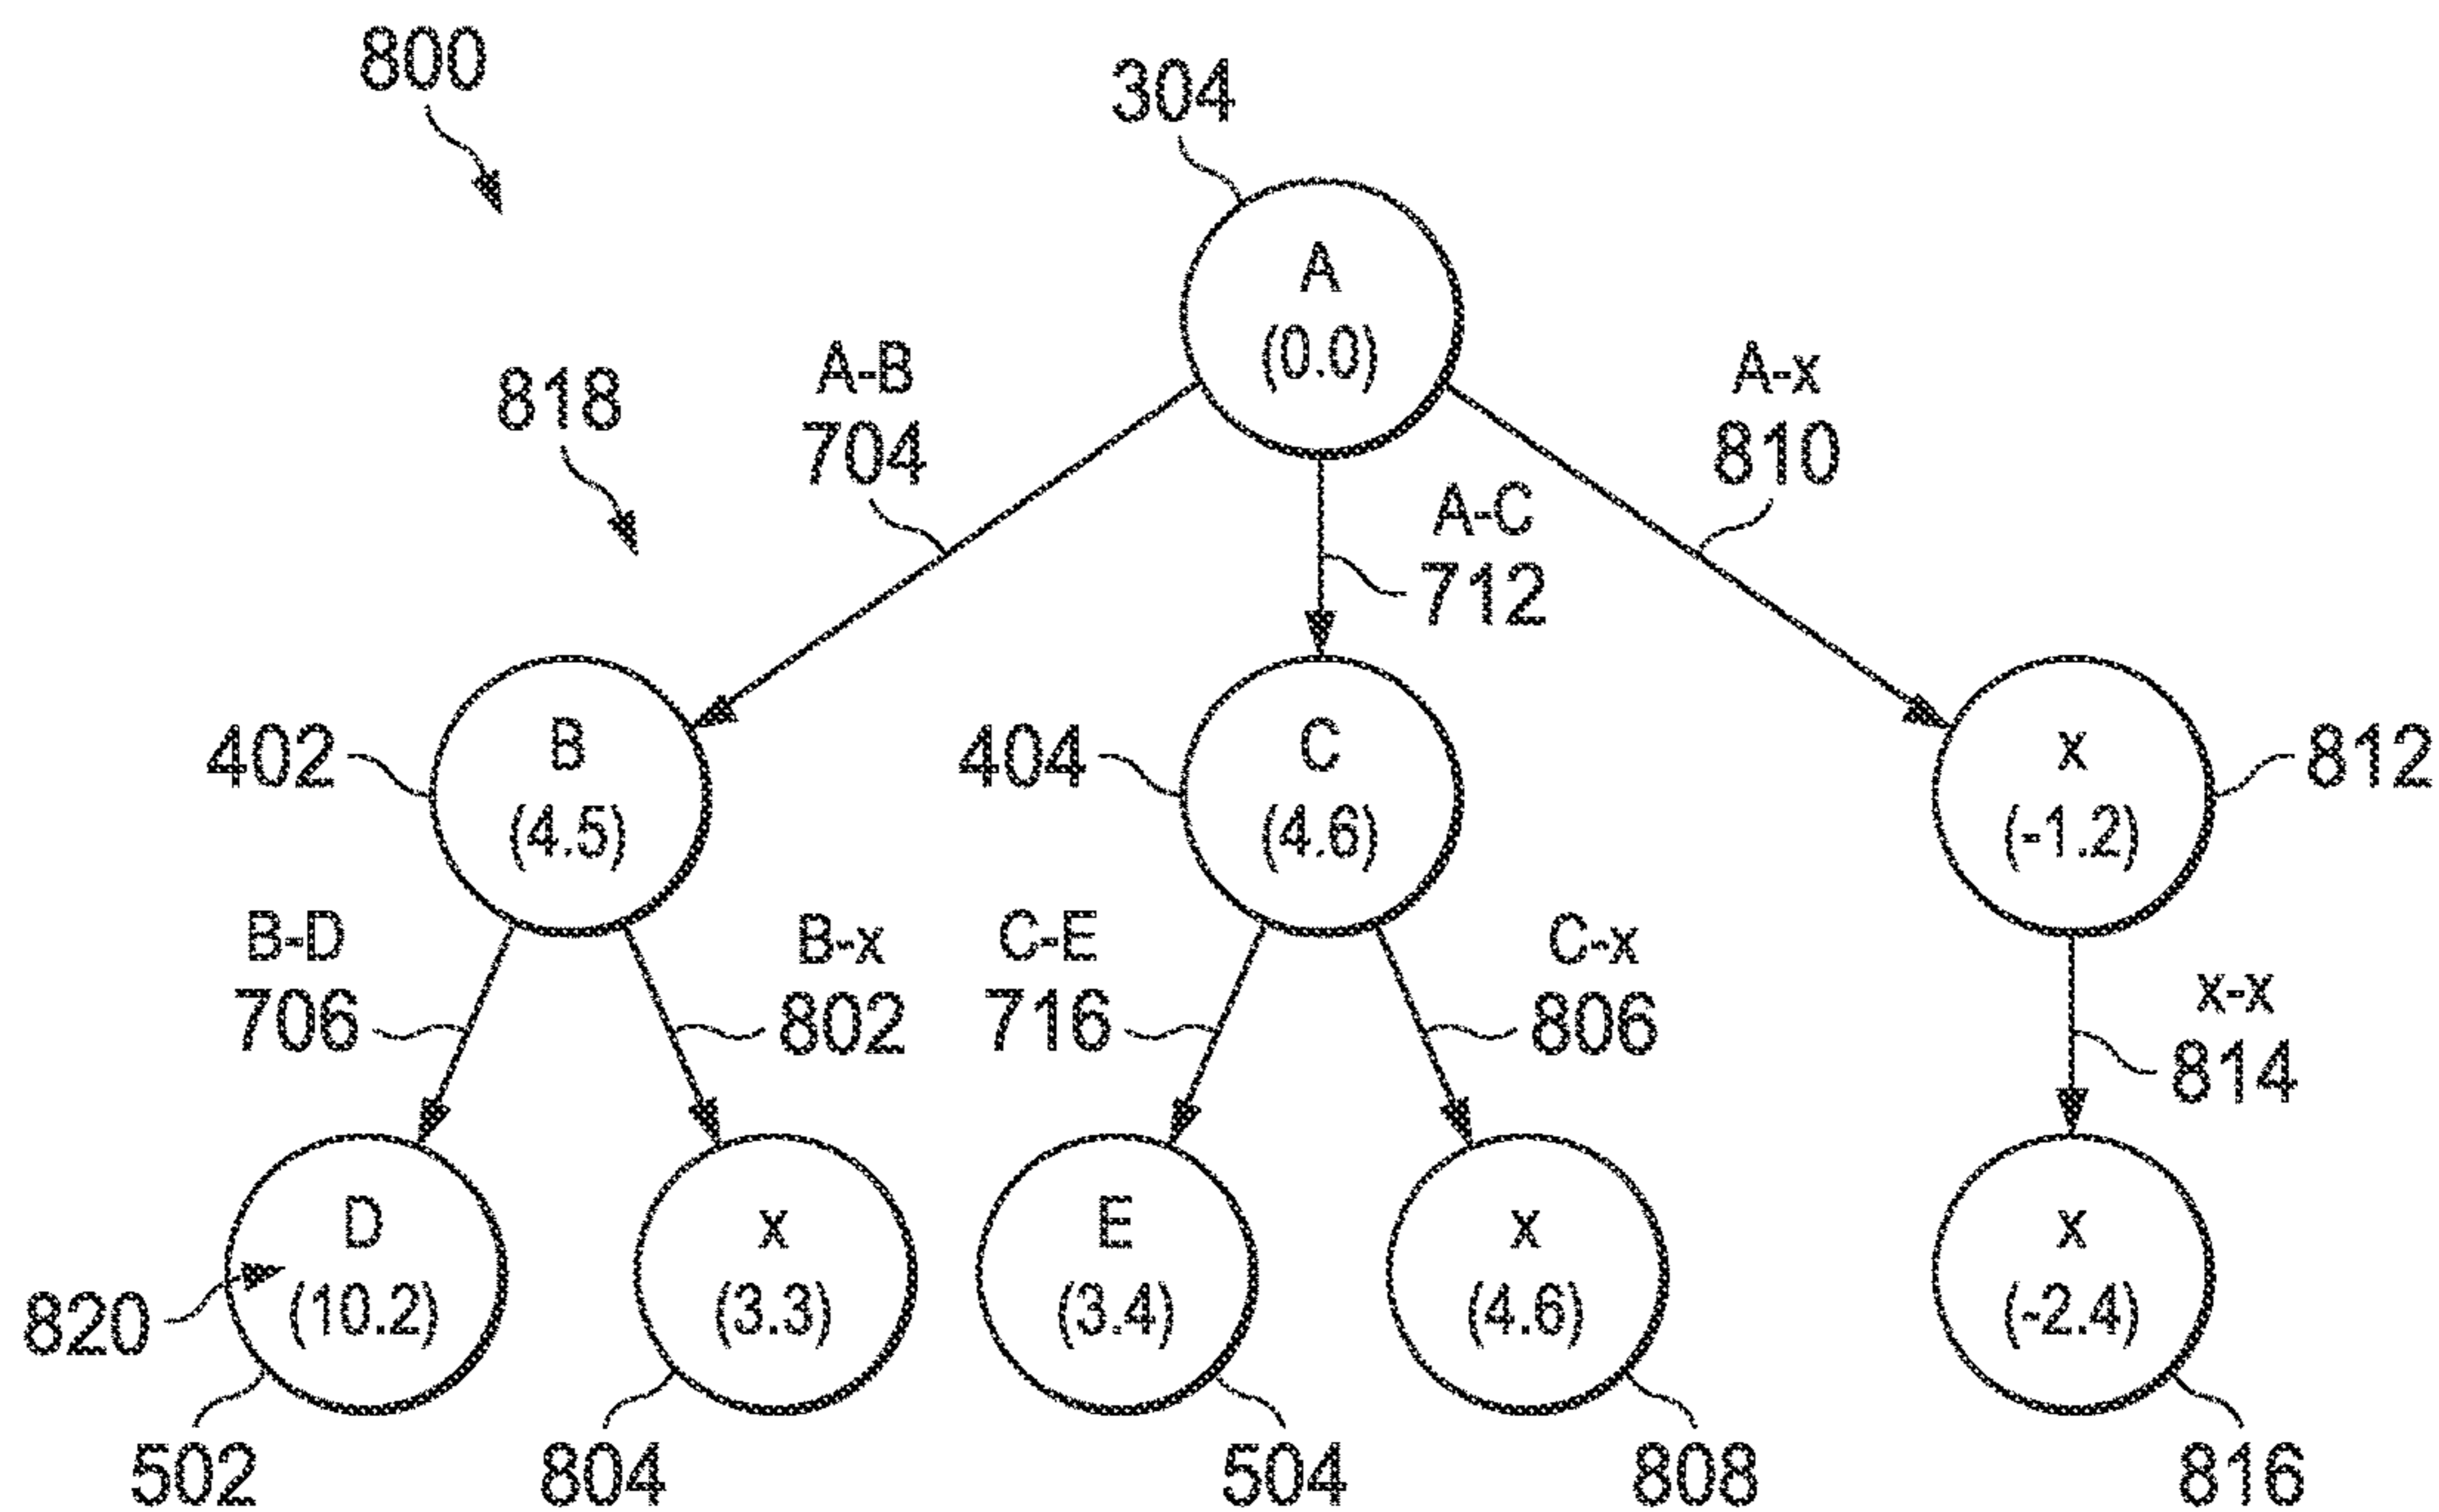 800
304
A
(0.0)
A-B
704
A-x
810
818
A-C
712
402
B
(4.5)
404
C
(4.6)
x
(-1.2)
812
B-D
706
B-x
802
C-E
716
C-x
806
x-x
814
820
D
(10.2)
x
(3.3)
E
(3.4)
x
(4.6)
x
(-2.4)
502
804
504
808
816